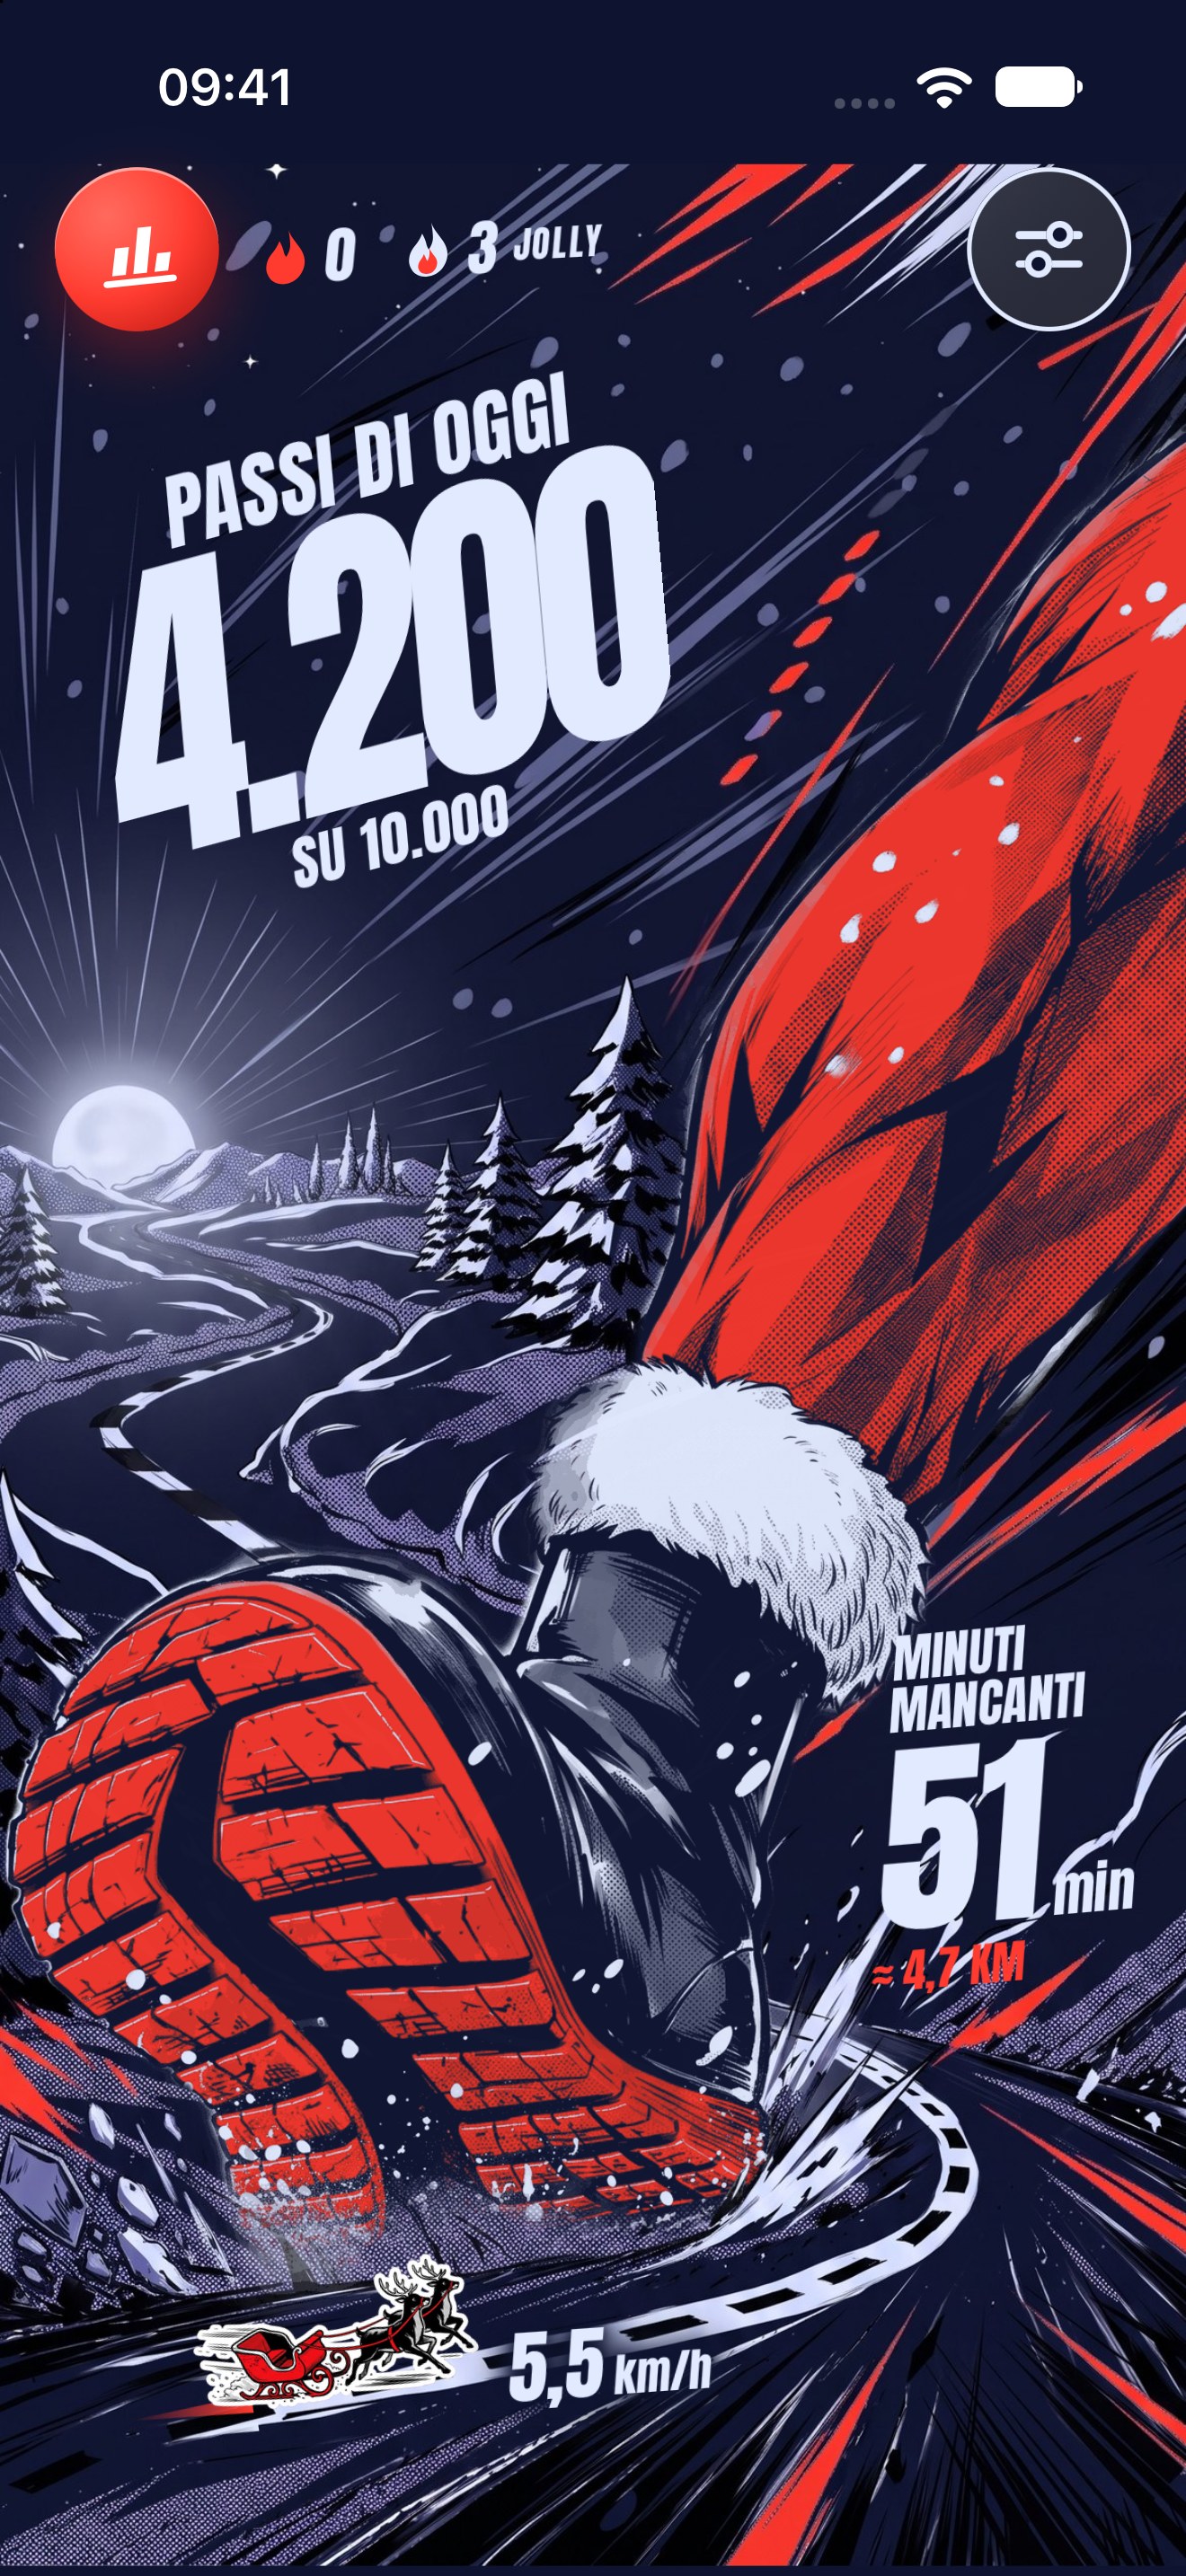 09:41
0 3 JOLLY
PASSI DI OGGI
4.200
SU 10.000
MINUTI
MANCANTI
51 min
≈ 4,7 KM
5,5 km/h